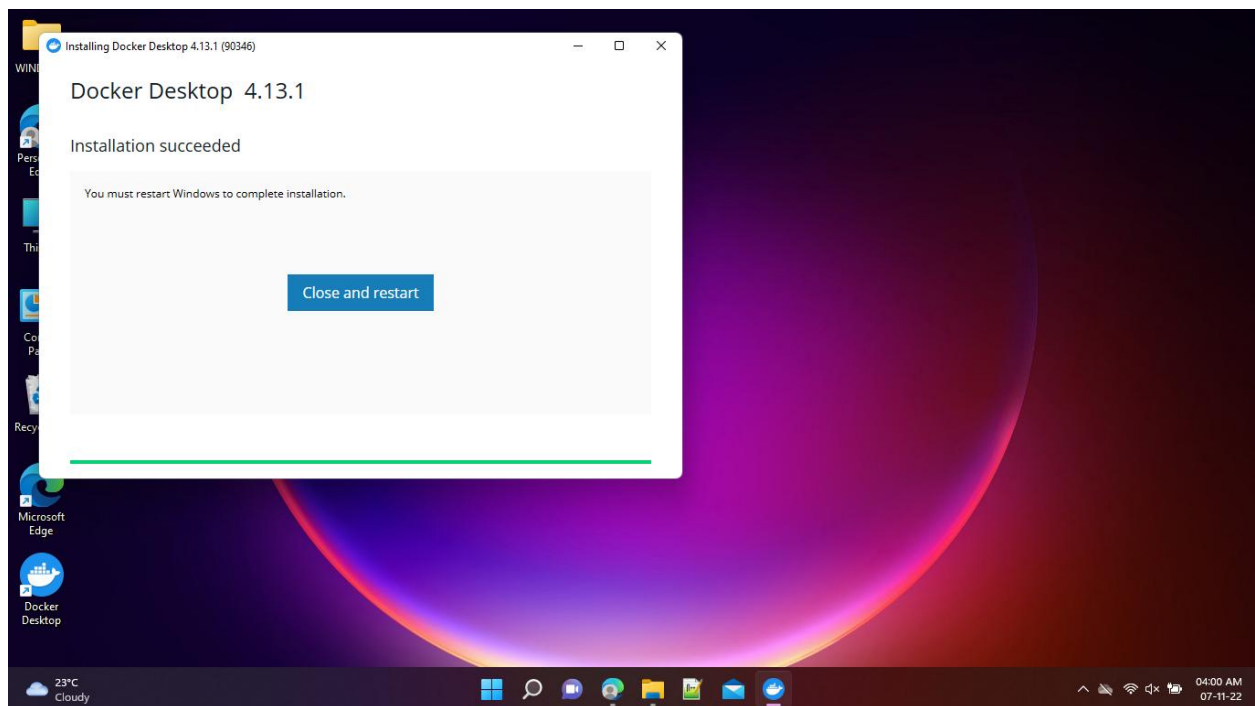 Installing Docker Desktop 4.13.1 (90346)
Docker Desktop 4.13.1
Installation succeeded
You must restart Windows to complete installation.
Close and restart
Microsoft
Edge
Docker
Desktop
23°C
Cloudy
04:00 AM
07-11-22